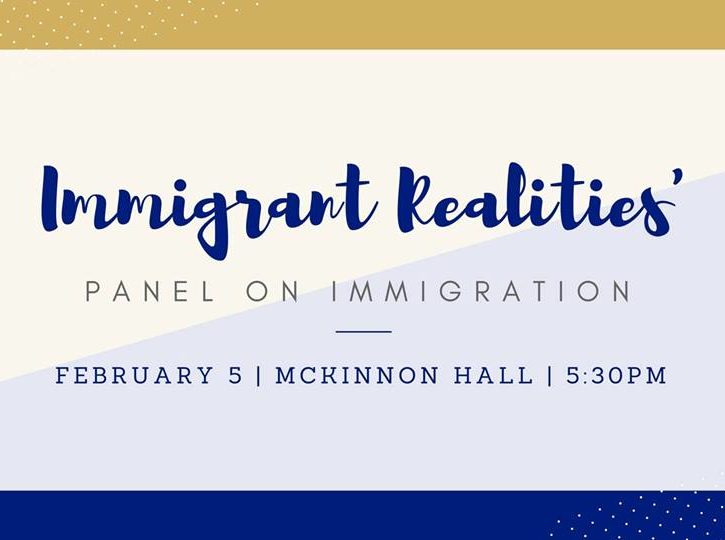 Immigrant Realities'
PANEL ON IMMIGRATION
FEBRUARY 5 | MCKINNON HALL | 5:30PM